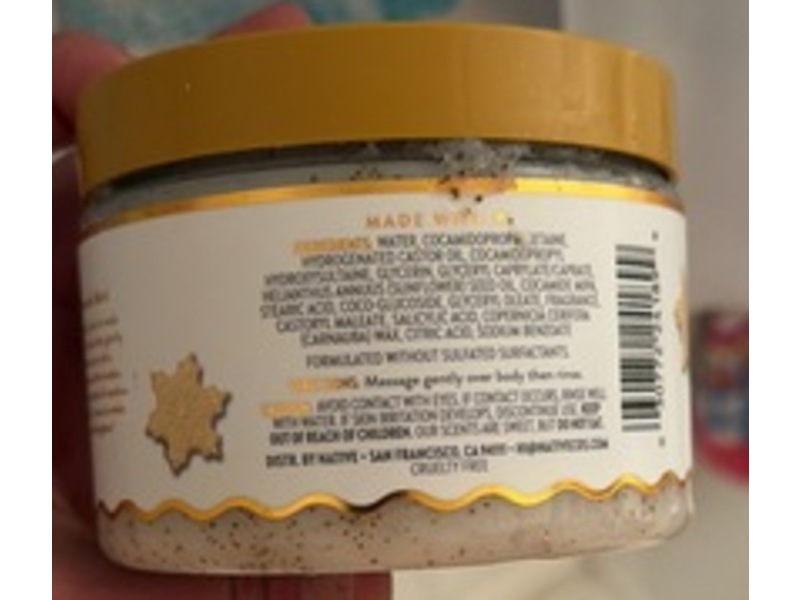 MADE WITH
INGREDIENTS: WATER, COCAMIDOPROPYL BETAINE,
HYDROGENATED CASTOR OIL, COCAMIDOPROPYL
HYDROXYSULTAINE, GLYCERIN, GLYCERYL CAPRYLATE/CAPRATE,
HELIANTHUS ANNUUS (SUNFLOWER) SEED OIL, COCAMIDE MIPA,
STEARIC ACID, COCO-GLUCOSIDE, GLYCERYL OLEATE, FRAGRANCE,
CASTORYL MALEATE, SALICYLIC ACID, COPERNICIA CERIFERA
(CARNAUBA) WAX, CITRIC ACID, SODIUM BENZOATE
FORMULATED WITHOUT SULFATED SURFACTANTS.
DIRECTIONS: Massage gently over body then rinse.
AVOID CONTACT WITH EYES. IF CONTACT OCCURS, RINSE WELL
WITH WATER. IF SKIN IRRITATION DEVELOPS, DISCONTINUE USE. KEEP
OUT OF REACH OF CHILDREN. OUR SCENTS ARE SWEET, BUT DO NOT EAT.
DISTR. BY NATIVE • SAN FRANCISCO, CA 94111 • HI@NATIVECOS.COM
CRUELTY FREE